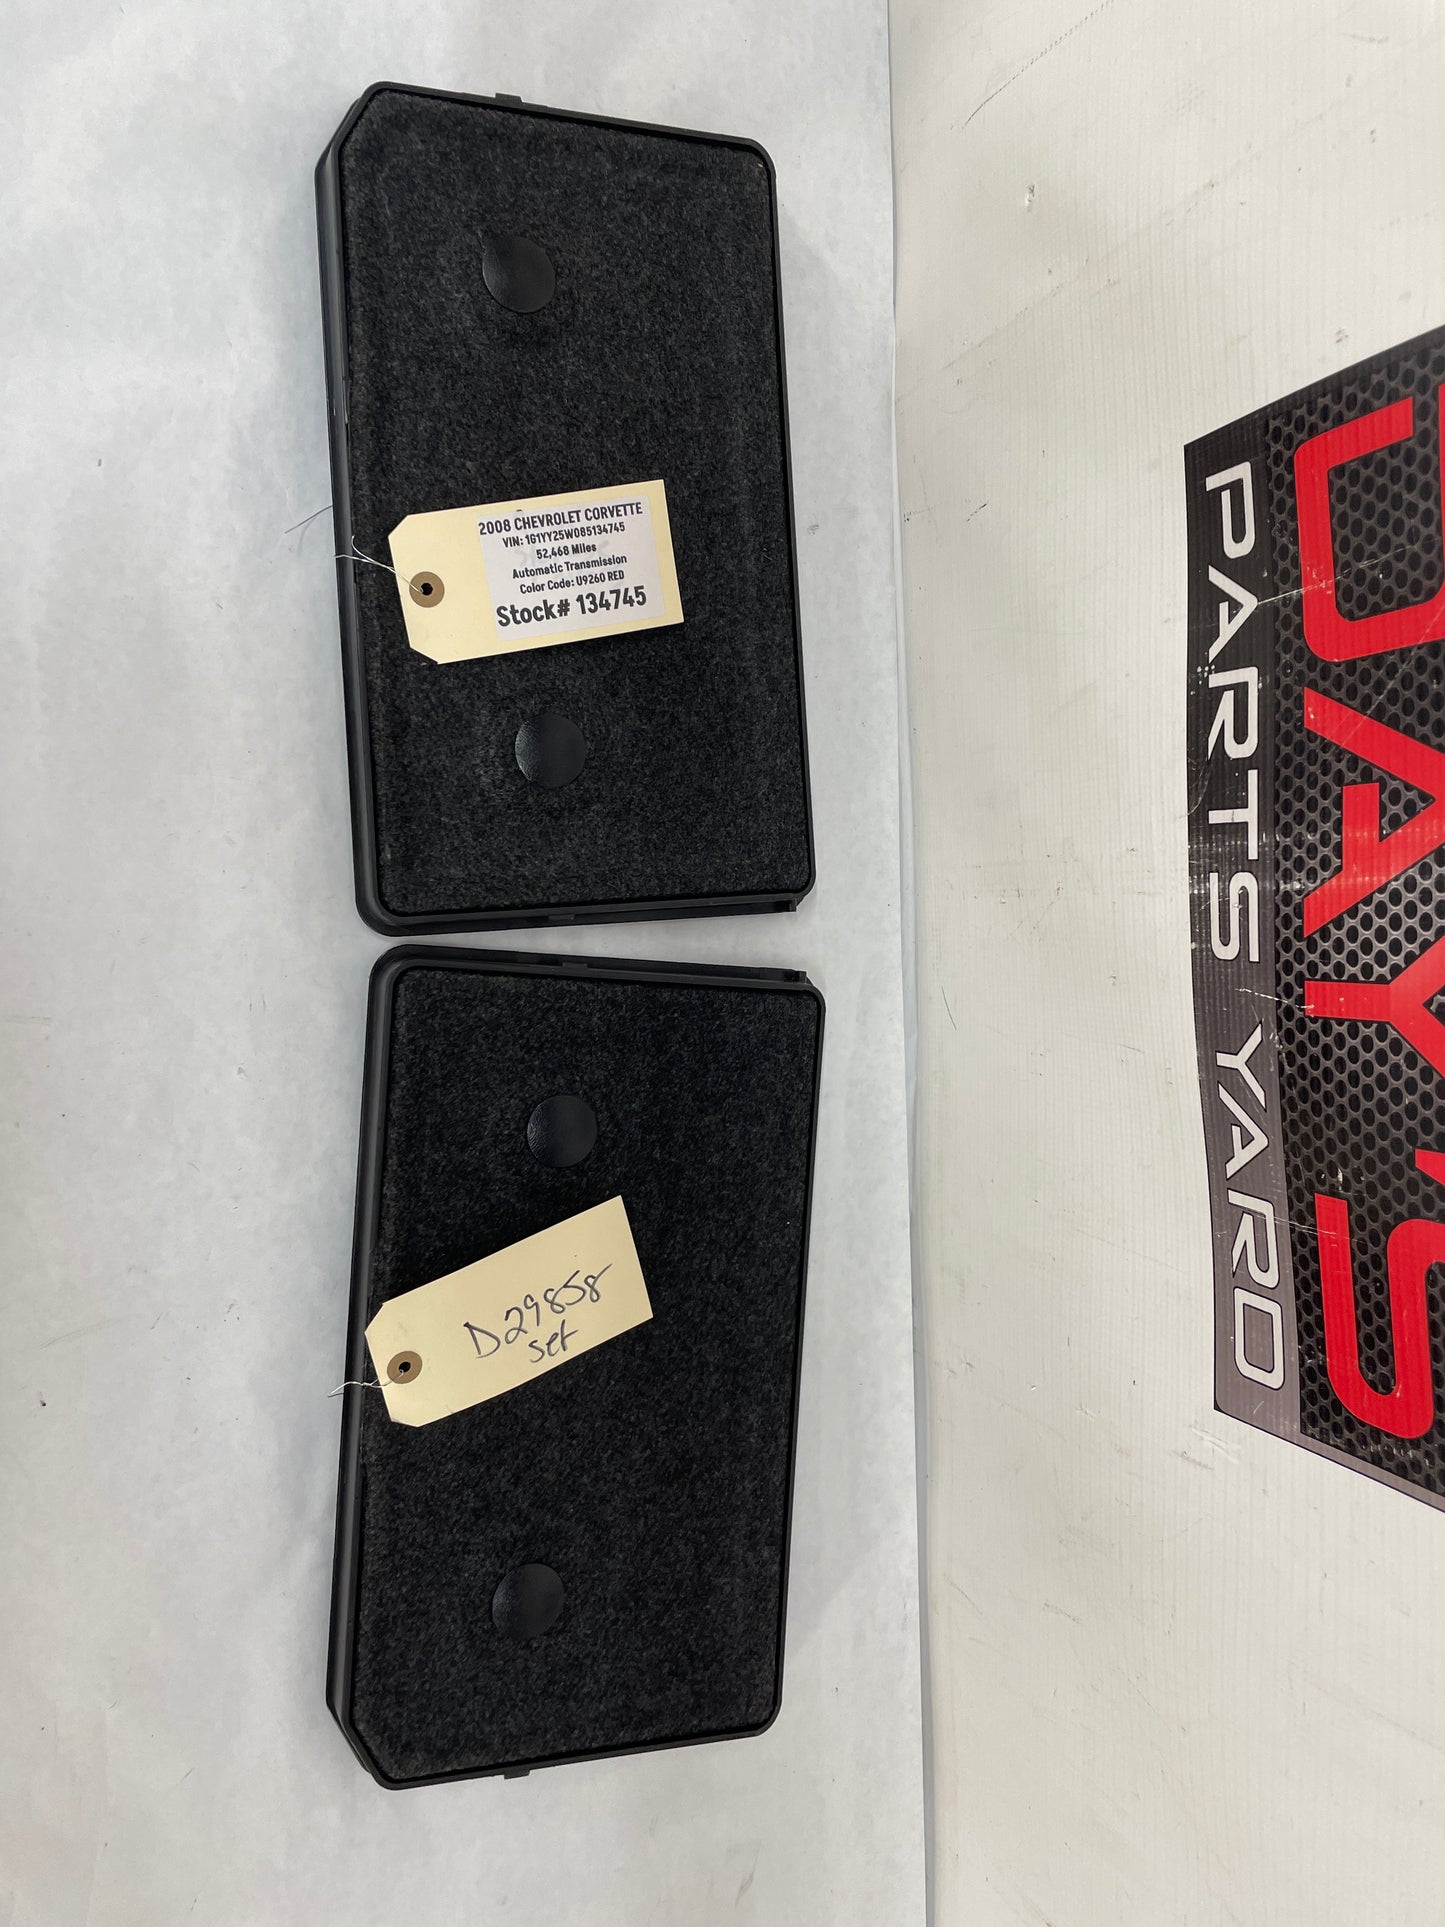 2008 CHEVROLET CORVETTE
VIN: 1G1YY25W085134745
52,468 Miles
Automatic Transmission
Color Code: U9260 RED
Stock# 134745
D29858
set
DAY'S
PARTS YARD